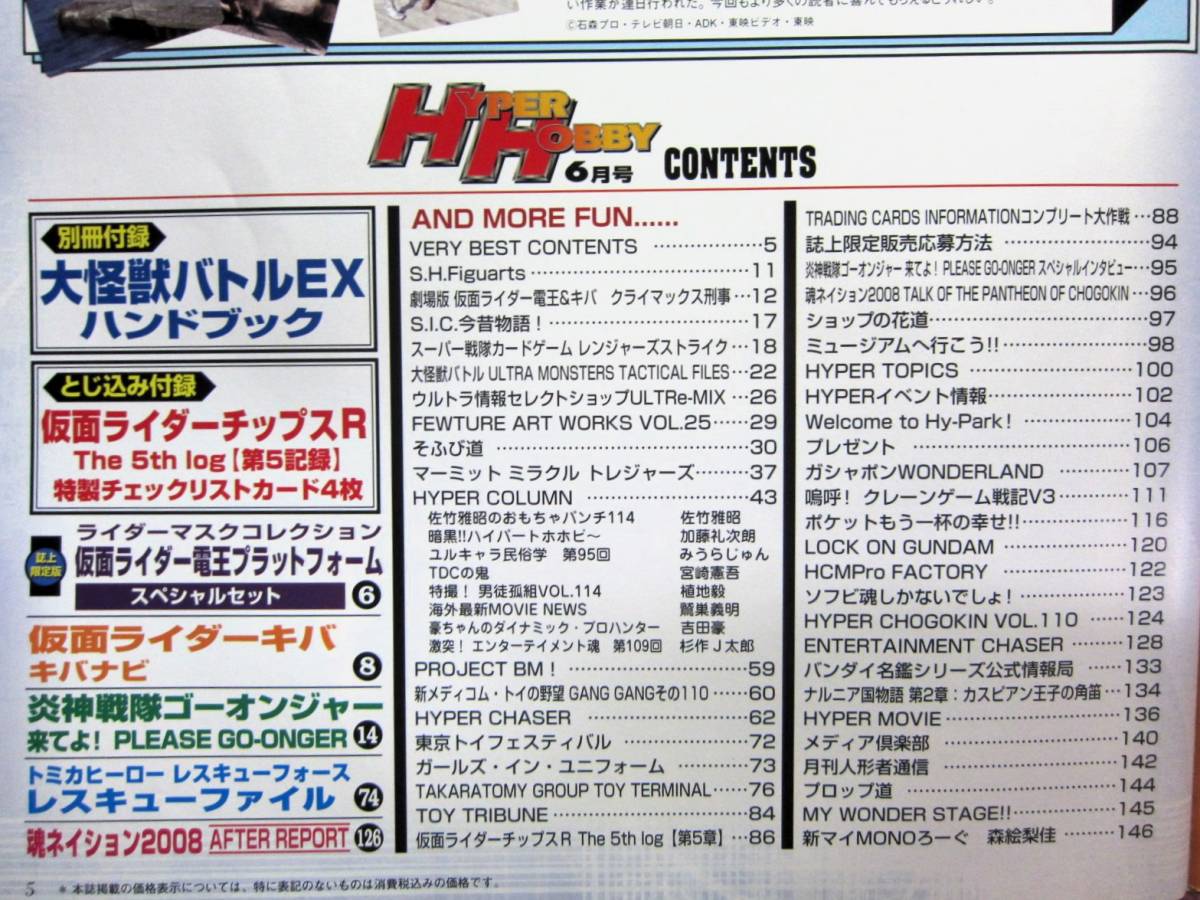 い作業が連日行われた。今回もより多くの読者に喜んでもらえるとうれしい。
©石森プロ・テレビ朝日・ADK・東映ビデオ・東映
HYPER HOBBY 6月号 CONTENTS
別冊付録
大怪獣バトルEX
ハンドブック
とじ込み付録
仮面ライダーチップスR
The 5th log【第5記録】
特製チェックリストカード4枚
誌上限定版
ライダーマスクコレクション
仮面ライダー電王プラットフォーム
スペシャルセット 6
仮面ライダーキバ
キバナビ 8
炎神戦隊ゴーオンジャー
来てよ! PLEASE GO-ONGER 14
トミカヒーロー レスキューフォース
レスキューファイル 74
魂ネイション2008 AFTER REPORT 126
AND MORE FUN……
VERY BEST CONTENTS ……5
S.H.Figuarts……11
劇場版 仮面ライダー電王&キバ クライマックス刑事…12
S.I.C.今昔物語!……17
スーパー戦隊カードゲーム レンジャーズストライク…18
大怪獣バトル ULTRA MONSTERS TACTICAL FILES…22
ウルトラ情報セレクトショップULTRe-MIX…26
FEWTURE ART WORKS VOL.25……29
そふび道……30
マーミット ミラクル トレジャーズ……37
HYPER COLUMN……43
佐竹雅昭のおもちゃパンチ114 佐竹雅昭
暗黒!!ハイパートホホビ〜 加藤礼次朗
ユルキャラ民俗学 第95回 みうらじゅん
TDCの鬼 宮崎憲吾
特撮! 男徒孤組VOL.114 植地毅
海外最新MOVIE NEWS 鷲巣義明
豪ちゃんのダイナミック・プロハンター 吉田豪
激突! エンターテイメント魂 第109回 杉作J太郎
PROJECT BM!……59
新メディコム・トイの野望 GANG GANGその110……60
HYPER CHASER……62
東京トイフェスティバル……72
ガールズ・イン・ユニフォーム……73
TAKARATOMY GROUP TOY TERMINAL……76
TOY TRIBUNE……84
仮面ライダーチップスR The 5th log【第5章】…86
TRADING CARDS INFORMATIONコンプリート大作戦…88
誌上限定販売応募方法……94
炎神戦隊ゴーオンジャー 来てよ! PLEASE GO-ONGER スペシャルインタビュー…95
魂ネイション2008 TALK OF THE PANTHEON OF CHOGOKIN…96
ショップの花道……97
ミュージアムへ行こう!!……98
HYPER TOPICS……100
HYPERイベント情報……102
Welcome to Hy-Park!……104
プレゼント……106
ガシャポンWONDERLAND……107
嗚呼! クレーンゲーム戦記V3……111
ポケットもう一杯の幸せ!!……116
LOCK ON GUNDAM……120
HCMPro FACTORY……122
ソフビ魂しかないでしょ!……123
HYPER CHOGOKIN VOL.110……124
ENTERTAINMENT CHASER……128
バンダイ名鑑シリーズ公式情報局……133
ナルニア国物語 第2章:カスピアン王子の角笛…134
HYPER MOVIE……136
メディア倶楽部……140
月刊人形者通信……142
プロップ道……144
MY WONDER STAGE!!……145
新マイMONOろーぐ 森絵梨佳……146
5 *本誌掲載の価格表示については、特に表記のないものは消費税込みの価格です。